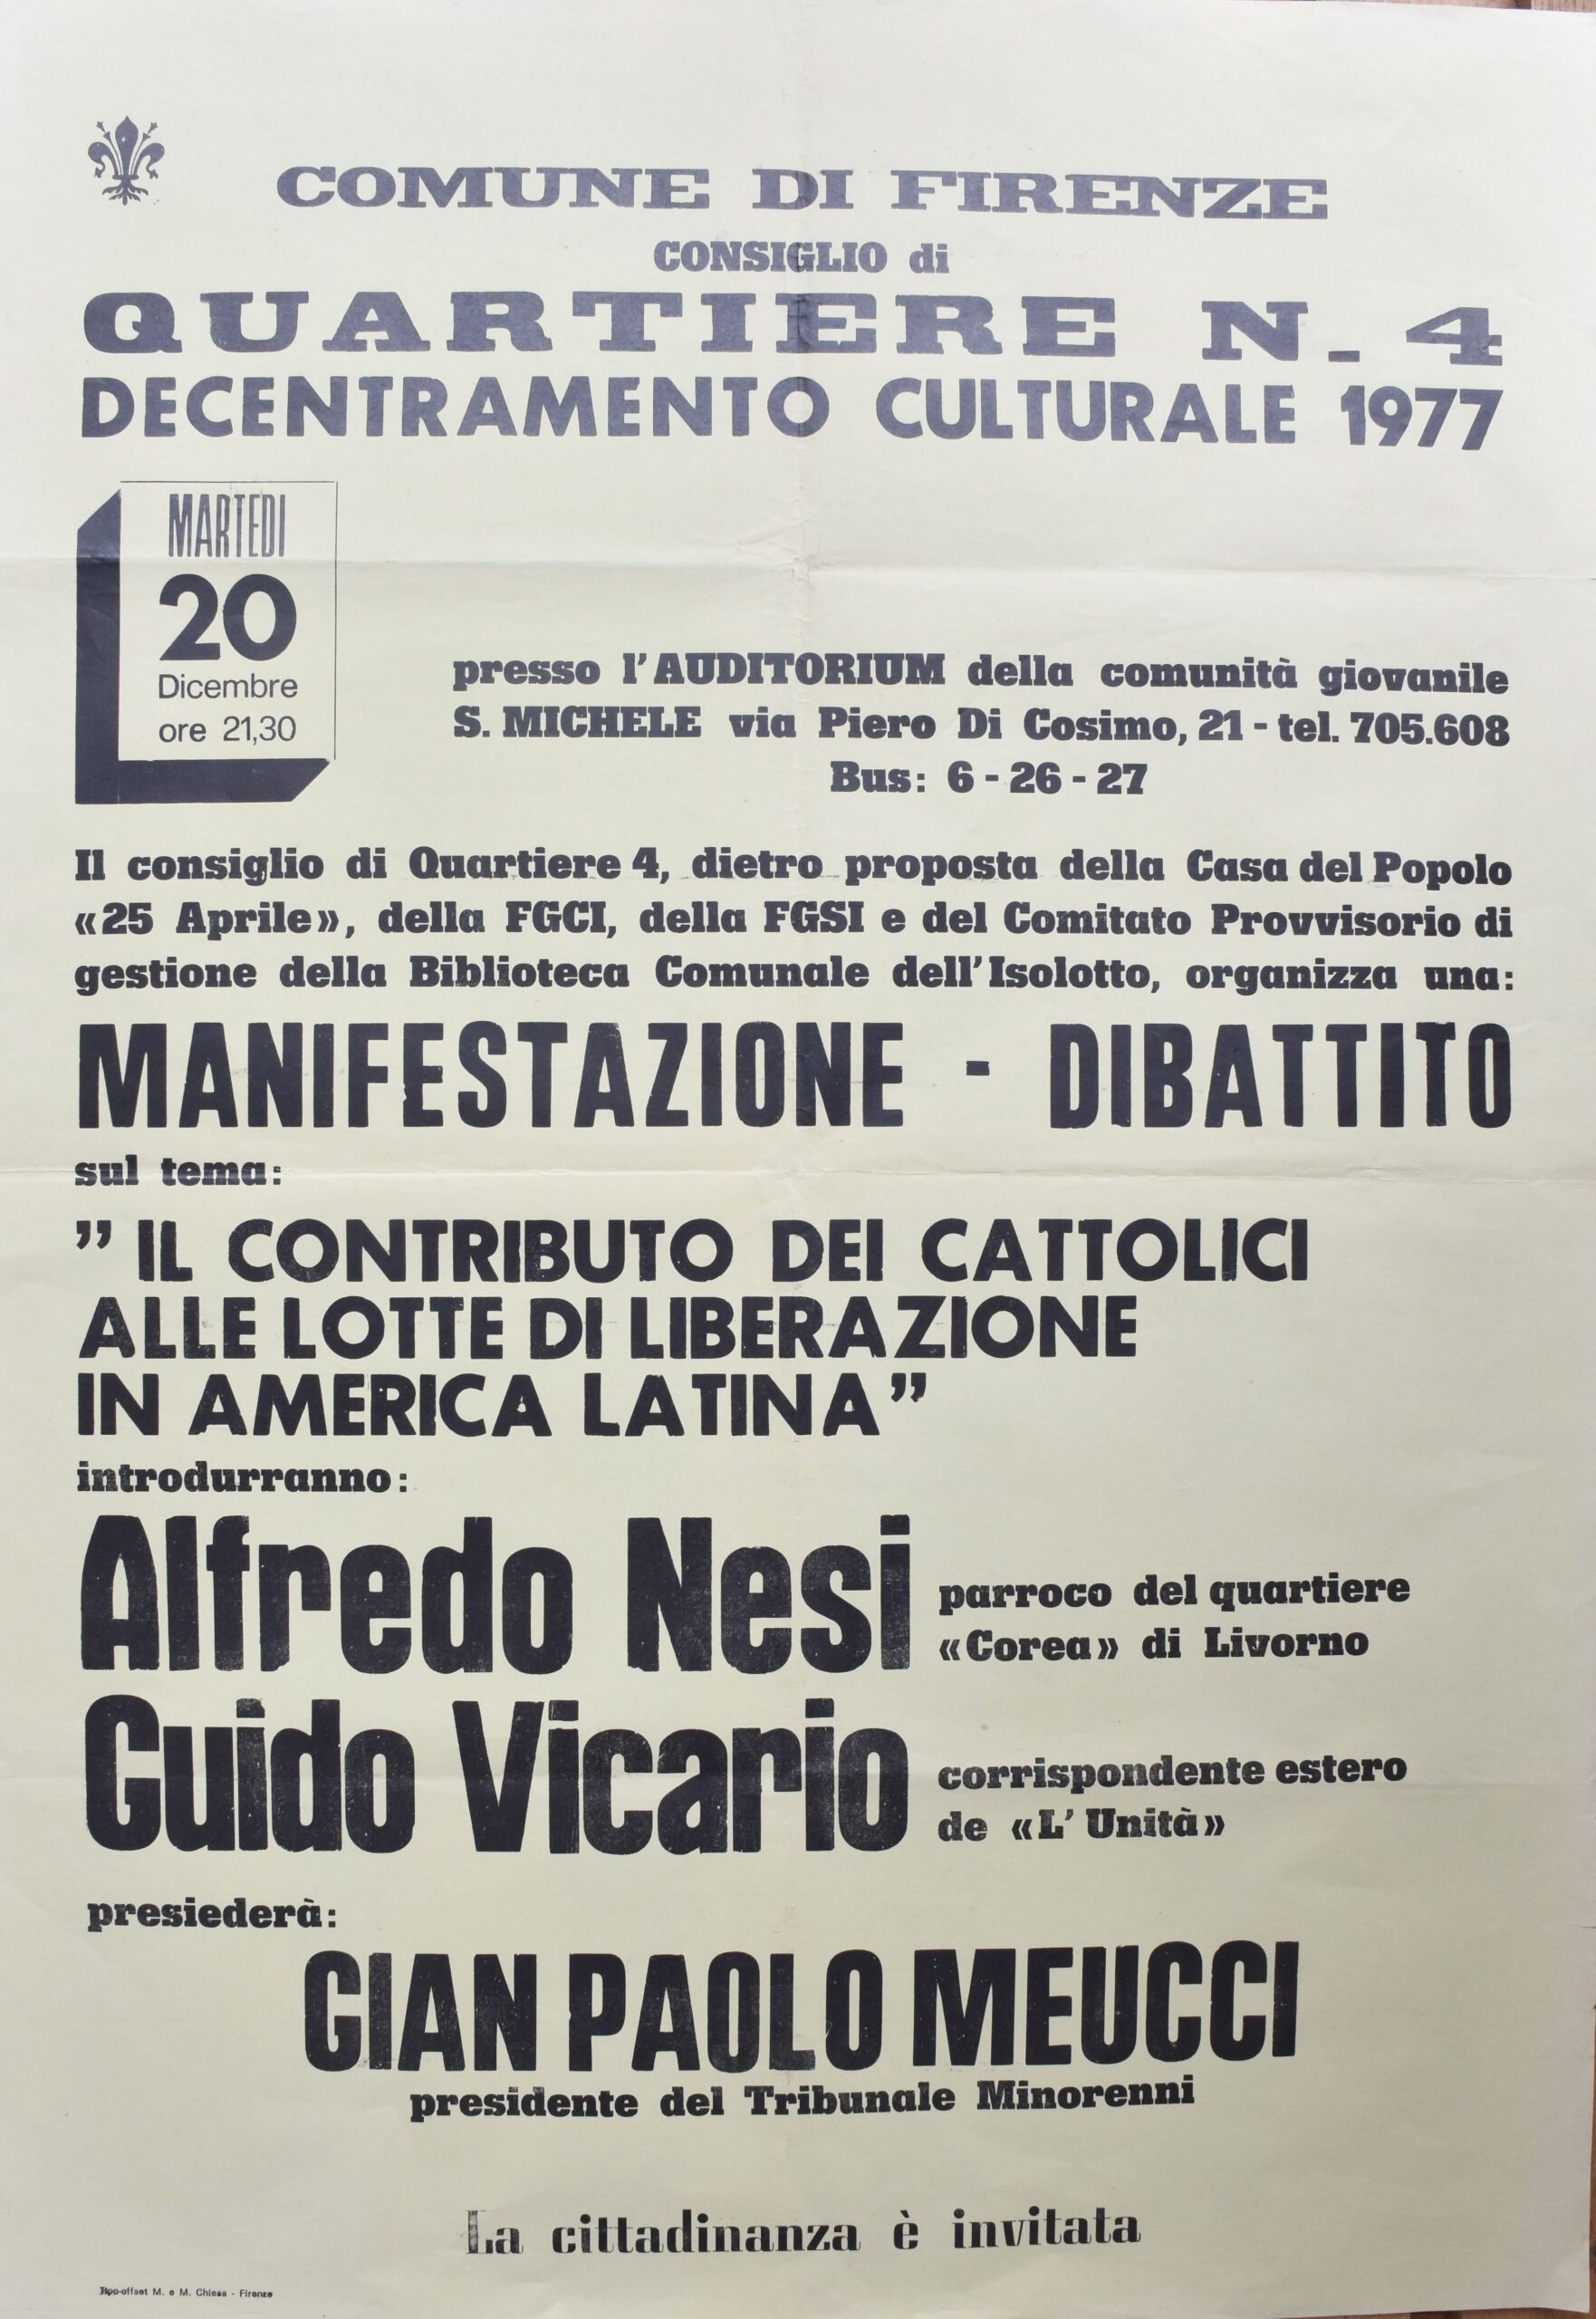 COMUNE DI FIRENZE
CONSIGLIO di
QUARTIERE N. 4
DECENTRAMENTO CULTURALE 1977
MARTEDI
20
Dicembre
ore 21,30
presso l'AUDITORIUM della comunità giovanile
S. MICHELE via Piero Di Cosimo, 21 - tel. 705.608
Bus: 6 - 26 - 27
Il consiglio di Quartiere 4, dietro proposta della Casa del Popolo
«25 Aprile», della FGCI, della FGSI e del Comitato Provvisorio di
gestione della Biblioteca Comunale dell'Isolotto, organizza una:
MANIFESTAZIONE - DIBATTITO
sul tema:
” IL CONTRIBUTO DEI CATTOLICI
ALLE LOTTE DI LIBERAZIONE
IN AMERICA LATINA”
introdurranno:
Alfredo Nesi parroco del quartiere
«Corea» di Livorno
Guido Vicario corrispondente estero
de «L'Unità»
presiederà:
GIAN PAOLO MEUCCI
presidente del Tribunale Minorenni
La cittadinanza è invitata
Tipo-offset M. e M. Chiesa - Firenze